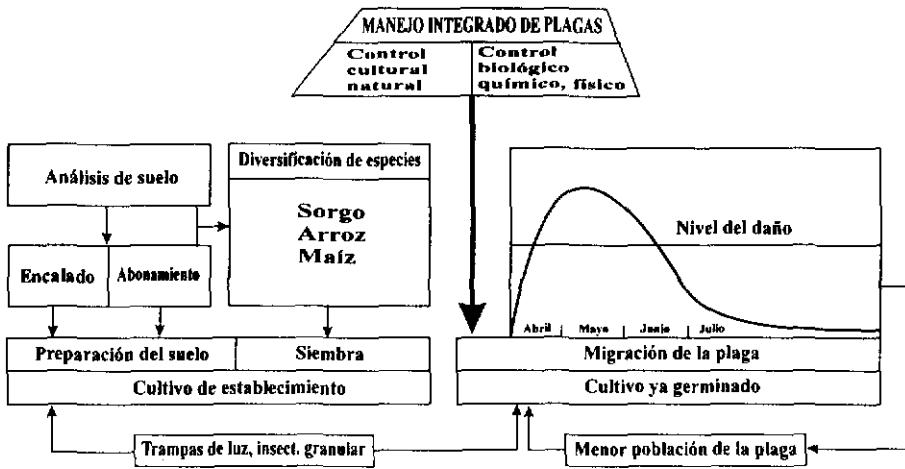 MANEJO INTEGRADO DE PLAGAS
Control
cultural
natural
Control
biológico
químico, físico
Análisis de suelo
Encalado
Abonamiento
Diversificación de especies
Sorgo
Arroz
Maíz
Nivel del daño
Abril
Mayo
Junio
Julio
Preparación del suelo
Siembra
Cultivo de establecimiento
Migración de la plaga
Cultivo ya germinado
Trampas de luz, insect. granular
Menor población de la plaga